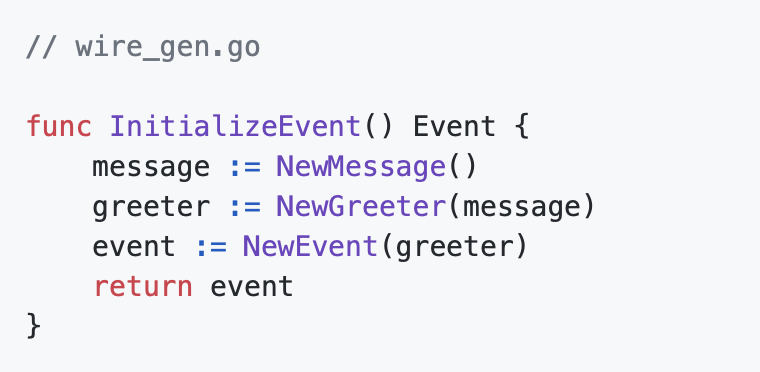 // wire_gen.go
func InitializeEvent() Event {
    message := NewMessage()
    greeter := NewGreeter(message)
    event := NewEvent(greeter)
    return event
}